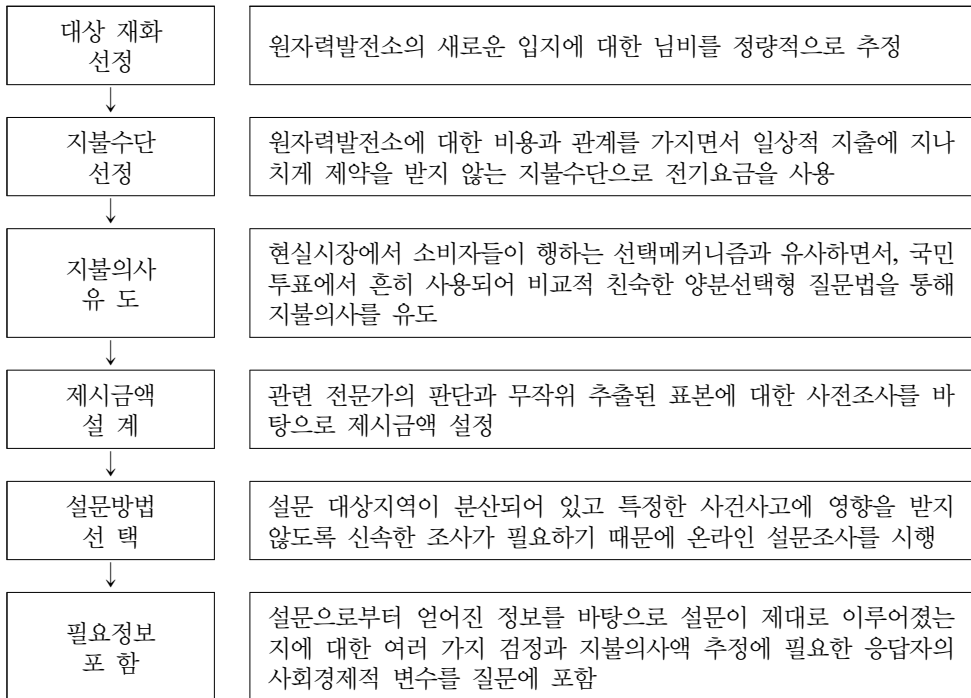 대상 재화
선정
원자력발전소의 새로운 입지에 대한 님비를 정량적으로 추정
지불수단
선정
원자력발전소에 대한 비용과 관계를 가지면서 일상적 지출에 지나
치게 제약을 받지 않는 지불수단으로 전기요금을 사용
지불의사
유 도
현실시장에서 소비자들이 행하는 선택메커니즘과 유사하면서, 국민
투표에서 흔히 사용되어 비교적 친숙한 양분선택형 질문법을 통해
지불의사를 유도
제시금액
설 계
관련 전문가의 판단과 무작위 추출된 표본에 대한 사전조사를 바
탕으로 제시금액 설정
설문방법
선 택
설문 대상지역이 분산되어 있고 특정한 사건사고에 영향을 받지
않도록 신속한 조사가 필요하기 때문에 온라인 설문조사를 시행
필요정보
포 함
설문으로부터 얻어진 정보를 바탕으로 설문이 제대로 이루어졌는
지에 대한 여러 가지 검정과 지불의사액 추정에 필요한 응답자의
사회경제적 변수를 질문에 포함